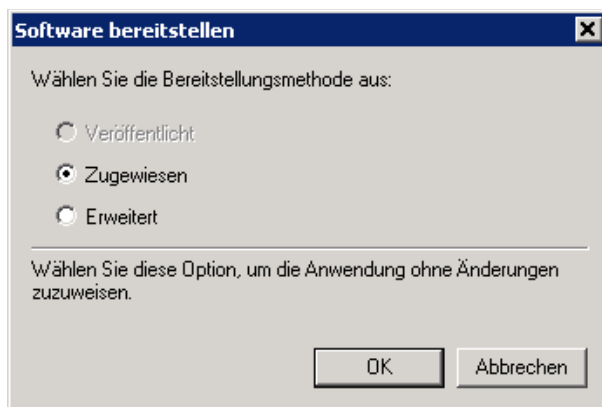 Software bereitstellen
Wählen Sie die Bereitstellungsmethode aus:
Veröffentlicht
Zugewiesen
Erweitert
Wählen Sie diese Option, um die Anwendung ohne Änderungen
zuzuweisen.
OK
Abbrechen